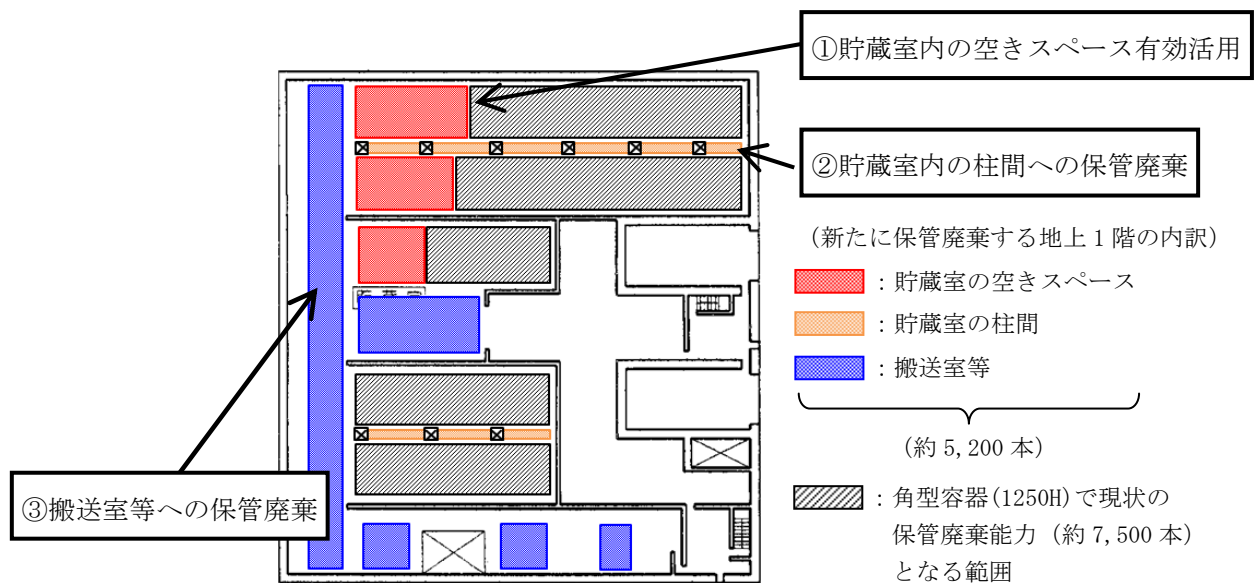 ①貯蔵室内の空きスペース有効活用
②貯蔵室内の柱間への保管廃棄
(新たに保管廃棄する地上1階の内訳)
：貯蔵室の空きスペース
：貯蔵室の柱間
：搬送室等
(約5,200本)
③搬送室等への保管廃棄
：角型容器(1250H)で現状の
保管廃棄能力(約7,500本)
となる範囲